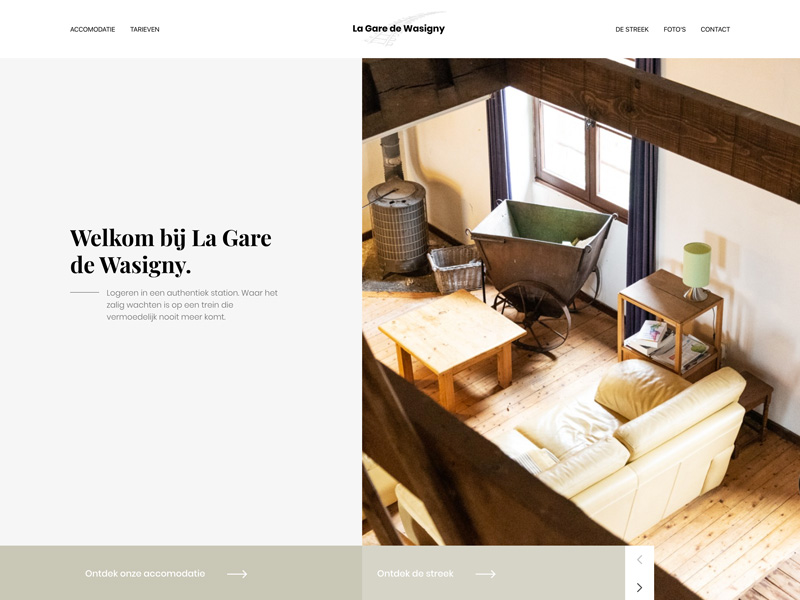 ACCOMODATIE
TARIEVEN
La Gare de Wasigny
DE STREEK
FOTO'S
CONTACT
Welkom bij La Gare
de Wasigny.
Logeren in een authentiek station. Waar het
zalig wachten is op een trein die
vermoedelijk nooit meer komt.
Ontdek onze accomodatie
Ontdek de streek